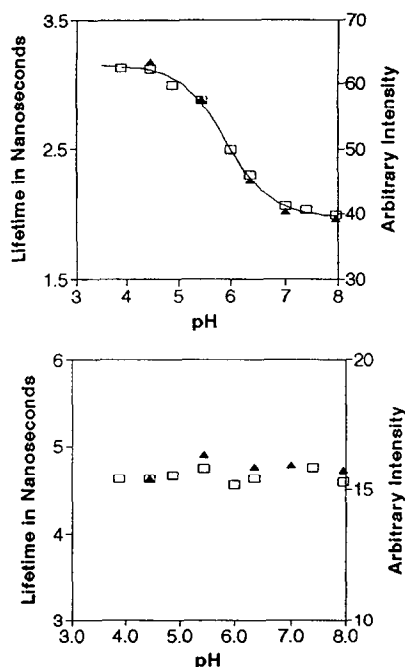 3.5
2.5
1.5
Lifetime in Nanoseconds
70
60
50
40
30
Arbitrary Intensity
3 4 5 6 7 8
pH
6
5
4
3
Lifetime in Nanoseconds
20
15
10
Arbitrary Intensity
3.0 4.0 5.0 6.0 7.0 8.0
pH